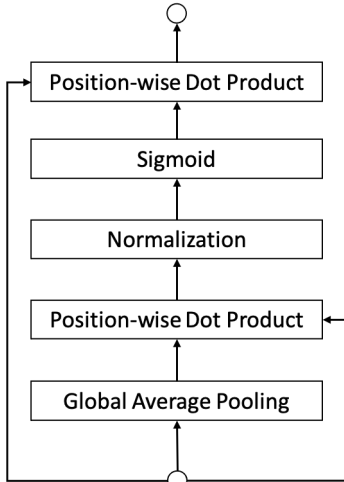 Position-wise Dot Product
Sigmoid
Normalization
Position-wise Dot Product
Global Average Pooling